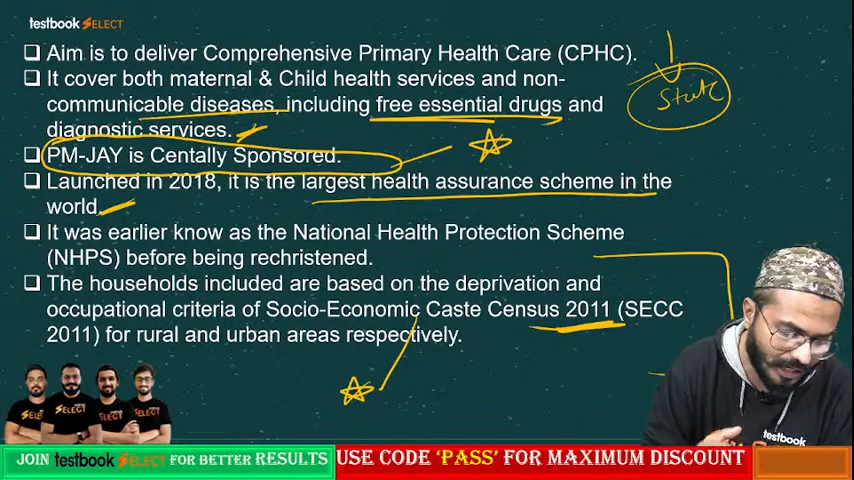 testbook SELECT
❑ Aim is to deliver Comprehensive Primary Health Care (CPHC).
❑ It cover both maternal & Child health services and non-
communicable diseases, including free essential drugs and
diagnostic services.
State
❑ PM-JAY is Centally Sponsored.
❑ Launched in 2018, it is the largest health assurance scheme in the
world.
❑ It was earlier know as the National Health Protection Scheme
(NHPS) before being rechristened.
❑ The households included are based on the deprivation and
occupational criteria of Socio-Economic Caste Census 2011 (SECC
2011) for rural and urban areas respectively.
SELECT
testbook
JOIN testbook SELECT FOR BETTER RESULTS
USE CODE 'PASS' FOR MAXIMUM DISCOUNT